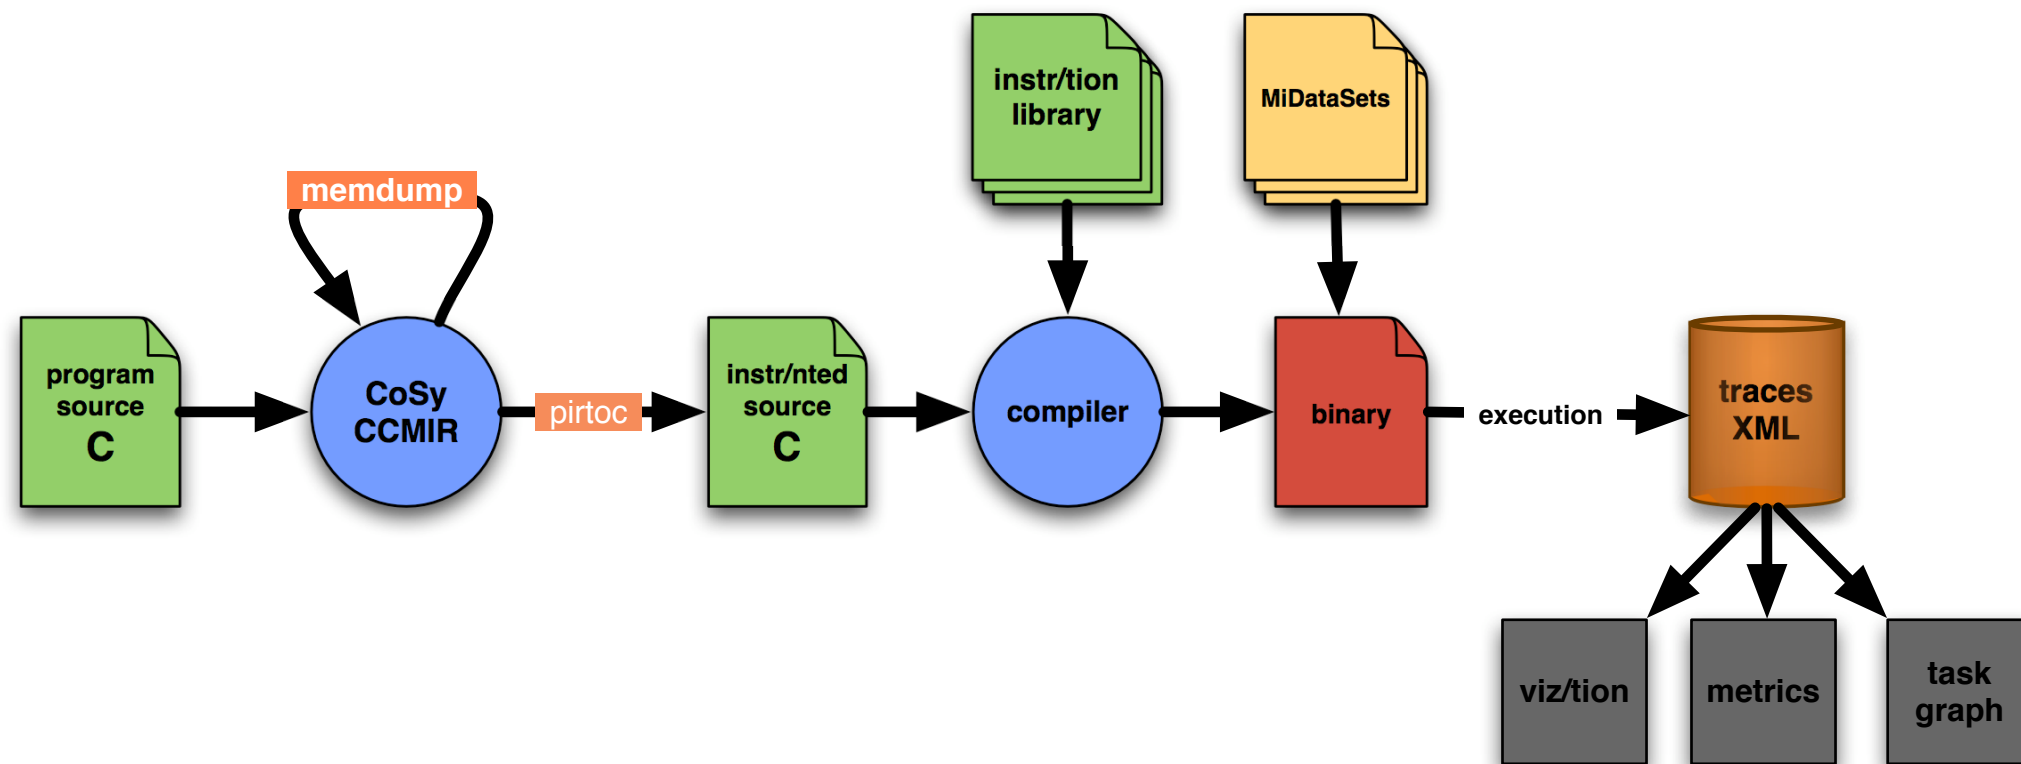 instr/tion
library
MiDataSets
memdump
program
source
C
CoSy
CCMIR
pirtoc
instr/nted
source
C
compiler
binary
execution
traces
XML
viz/tion
metrics
task
graph